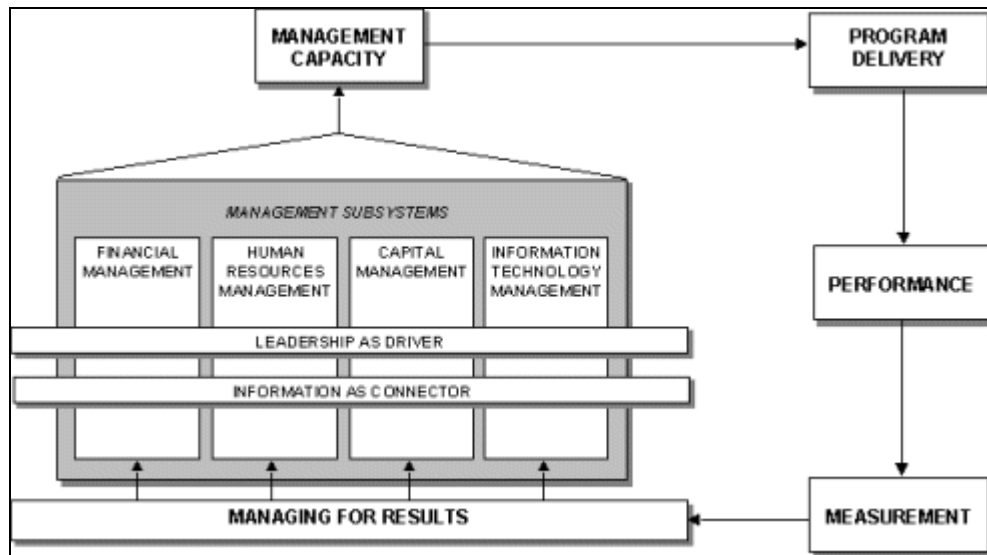 MANAGEMENT
CAPACITY
PROGRAM
DELIVERY
MANAGEMENT SUBSYSTEMS
FINANCIAL
MANAGEMENT
HUMAN
RESOURCES
MANAGEMENT
CAPITAL
MANAGEMENT
INFORMATION
TECHNOLOGY
MANAGEMENT
PERFORMANCE
LEADERSHIP AS DRIVER
INFORMATION AS CONNECTOR
MANAGING FOR RESULTS
MEASUREMENT